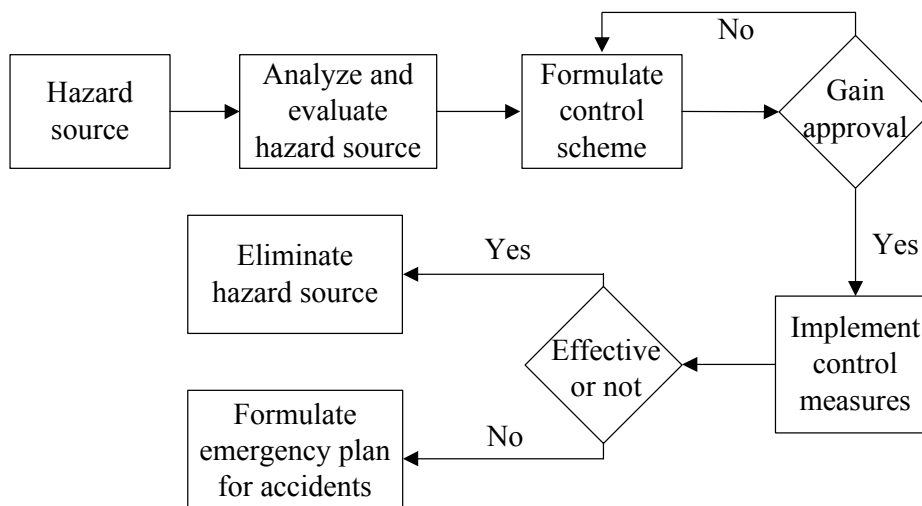 No
Hazard
source
Analyze and
evaluate
hazard source
Formulate
control
scheme
Gain
approval
Yes
Implement
control
measures
Effective
or not
Yes
Eliminate
hazard source
No
Formulate
emergency plan
for accidents